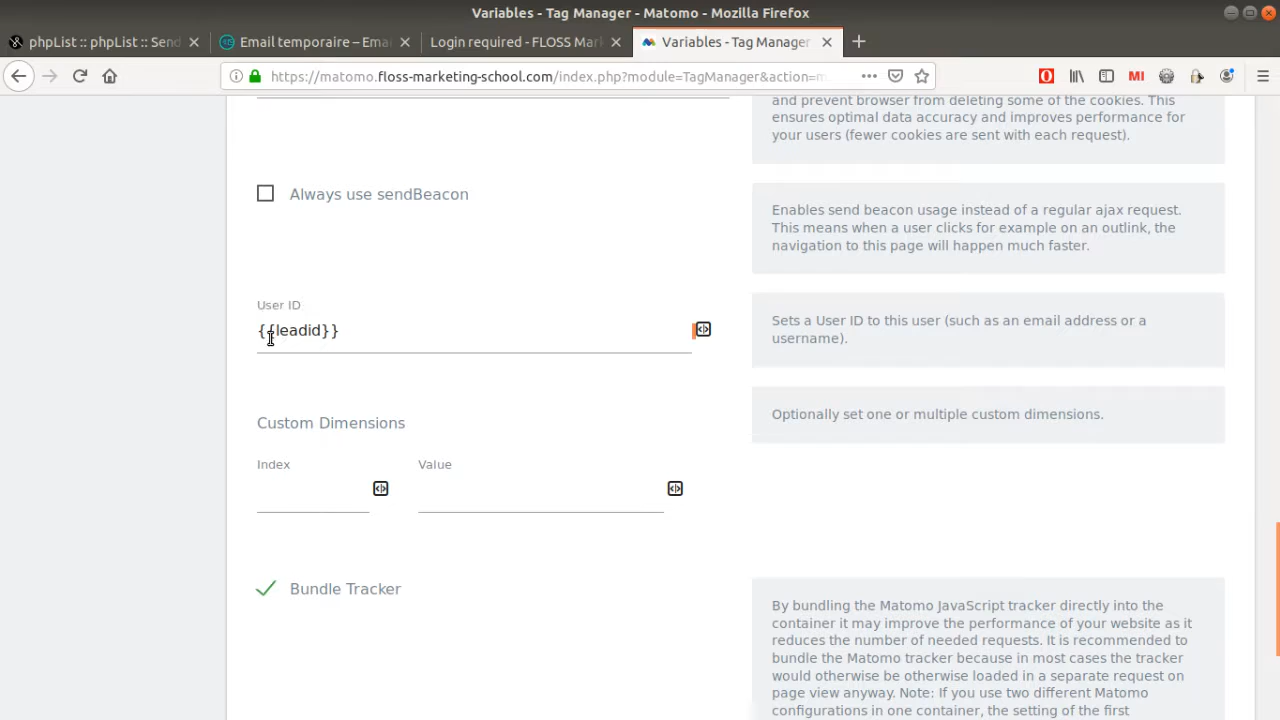 Variables - Tag Manager - Matomo - Mozilla Firefox
phpList :: phpList :: Send
Email temporaire – Emai
Login required - FLOSS Mark
Variables - Tag Manager
https://matomo.floss-marketing-school.com/index.php?module=TagManager&action=m
MI
and prevent browser from deleting some of the cookies. This
ensures optimal data accuracy and improves performance for
your users (fewer cookies are sent with each request).
Always use sendBeacon
Enables send beacon usage instead of a regular ajax request.
This means when a user clicks for example on an outlink, the
navigation to this page will happen much faster.
User ID
{{leadid}}
Sets a User ID to this user (such as an email address or a
username).
Custom Dimensions
Optionally set one or multiple custom dimensions.
Index
Value
Bundle Tracker
By bundling the Matomo JavaScript tracker directly into the
container it may improve the performance of your website as it
reduces the number of needed requests. It is recommended to
bundle the Matomo tracker because in most cases the tracker
would otherwise be otherwise loaded in a separate request on
page view anyway. Note: If you use two different Matomo
configurations in one container, the setting of the first